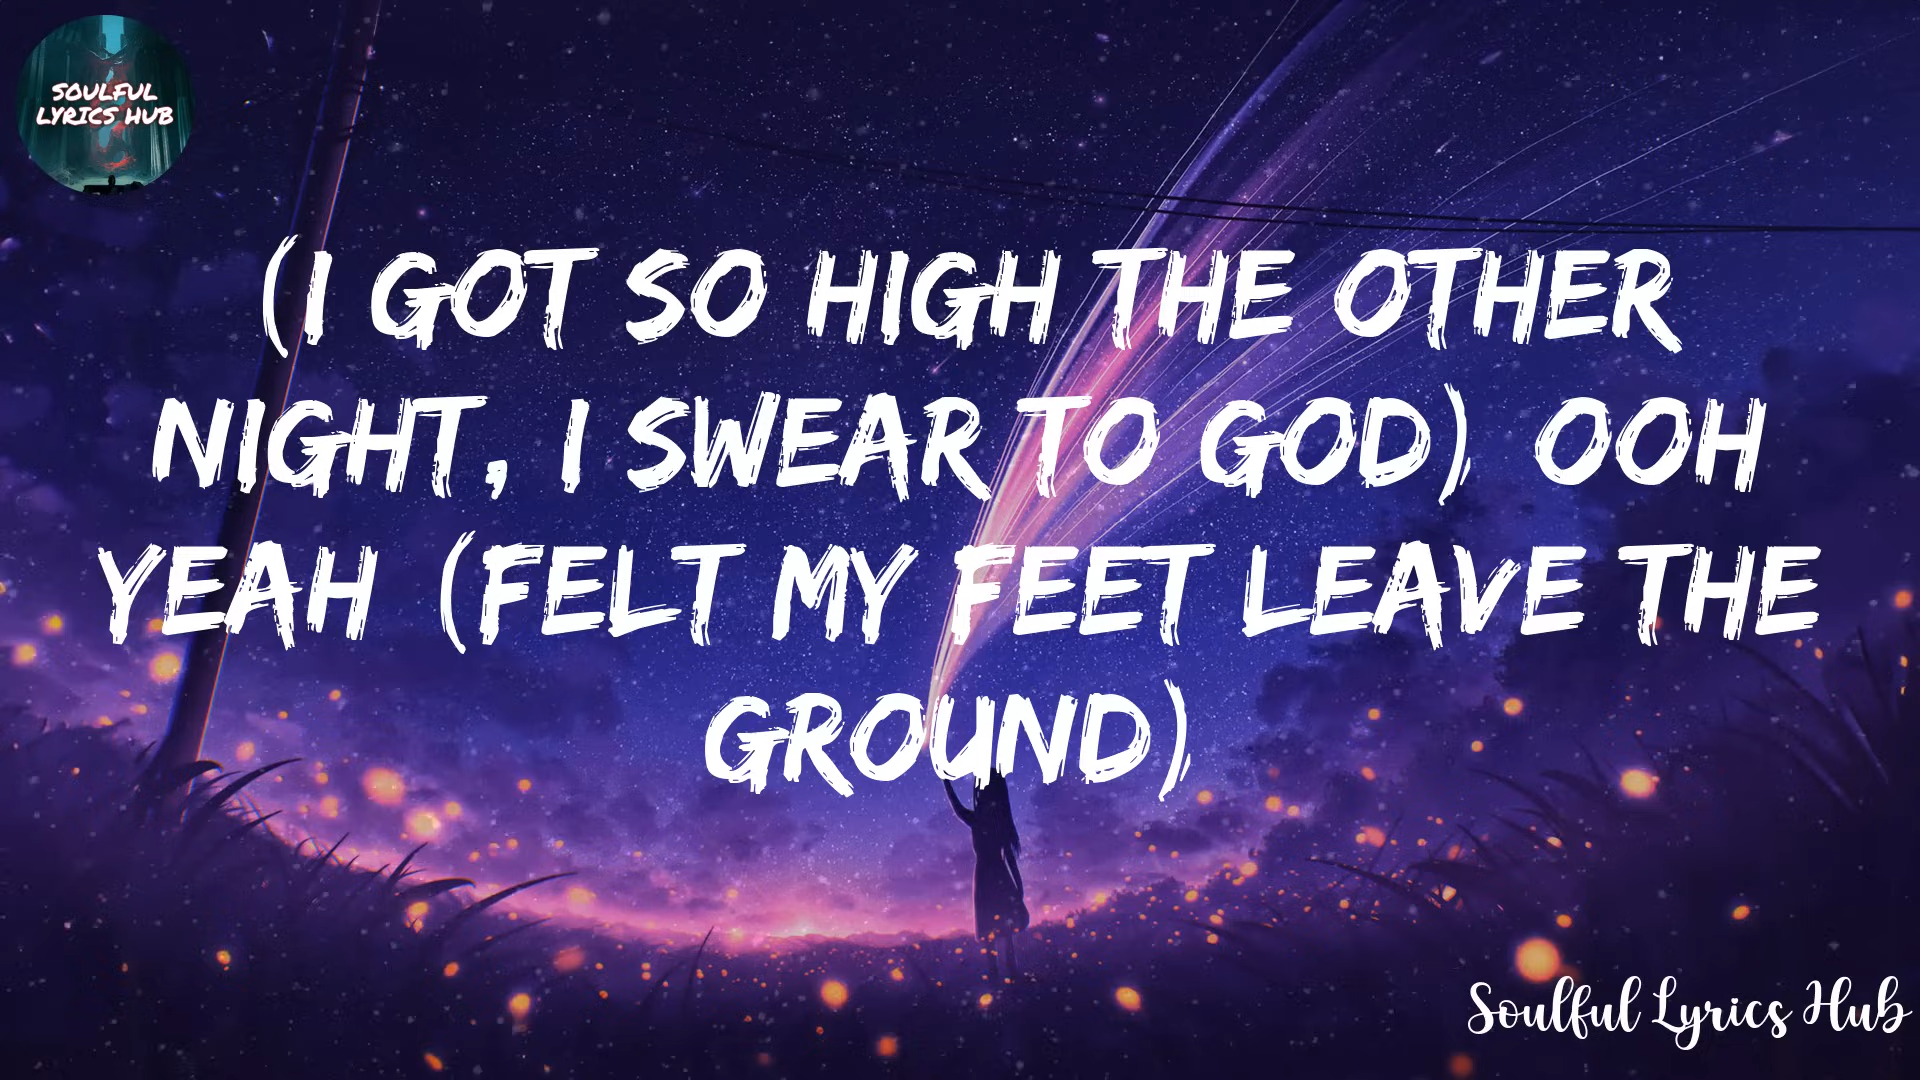 SOULFUL
LYRICS HUB
(I GOT SO HIGH THE OTHER
NIGHT, I SWEAR TO GOD) OOH
YEAH (FELT MY FEET LEAVE THE
GROUND)
Soulful Lyrics Hub